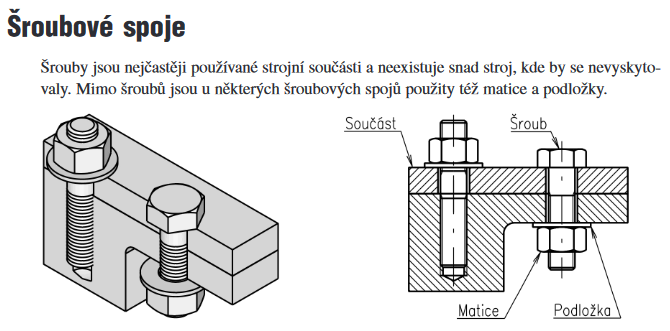 Šroubové spoje
Šrouby jsou nejčastěji používané strojní součásti a neexistuje snad stroj, kde by se nevyskyto-
valy. Mimo šroubů jsou u některých šroubových spojů použity též matice a podložky.
Součást
Šroub
Matice
Podložka